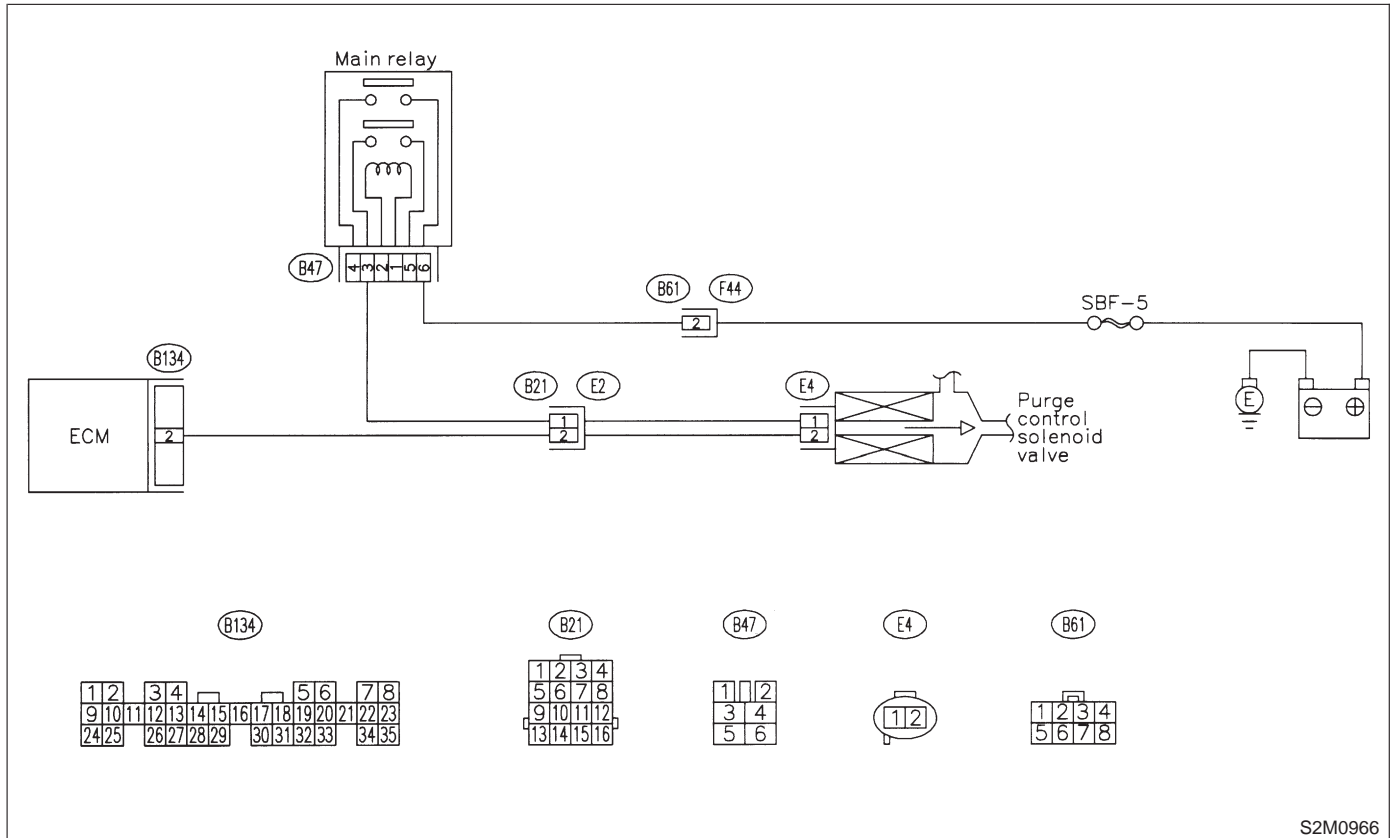 Main relay
B47
4 3 2 1 5 6
B61 F44
2
SBF-5
B134
B21 E2
E4
ECM
2
1
2
1
2
Purge
control
solenoid
valve
E
⊖ ⊕
B134
B21
B47
E4
B61
1 2 3 4 5 6 7 8
9 10 11 12 13 14 15 16 17 18 19 20 21 22 23
24 25 26 27 28 29 30 31 32 33 34 35
1 2 3 4
5 6 7 8
9 10 11 12
13 14 15 16
1 2
3 4
5 6
1 2
1 2 3 4
5 6 7 8
S2M0966